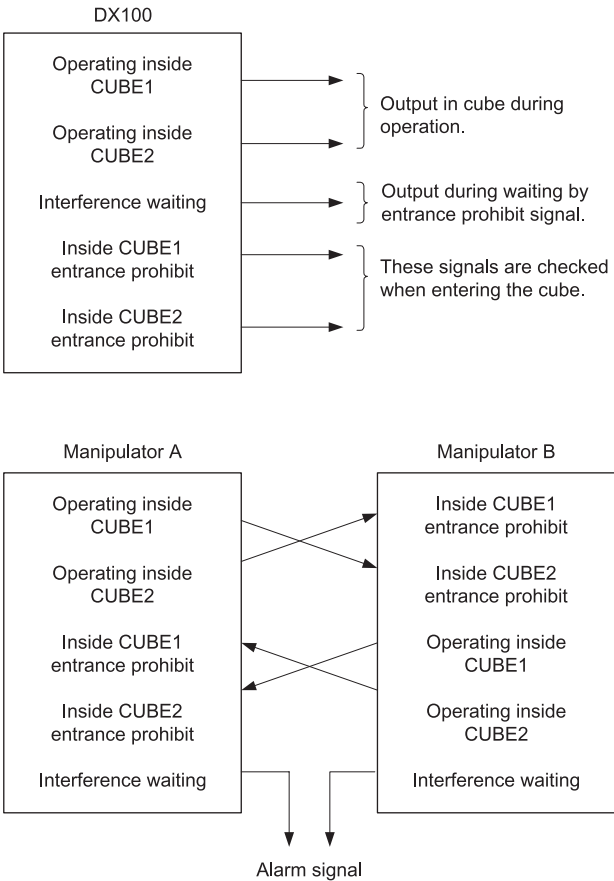 DX100
Operating inside
CUBE1
Operating inside
CUBE2
Interference waiting
Inside CUBE1
entrance prohibit
Inside CUBE2
entrance prohibit
Output in cube during
operation.
Output during waiting by
entrance prohibit signal.
These signals are checked
when entering the cube.
Manipulator A
Operating inside
CUBE1
Operating inside
CUBE2
Inside CUBE1
entrance prohibit
Inside CUBE2
entrance prohibit
Interference waiting
Manipulator B
Inside CUBE1
entrance prohibit
Inside CUBE2
entrance prohibit
Operating inside
CUBE1
Operating inside
CUBE2
Interference waiting
Alarm signal